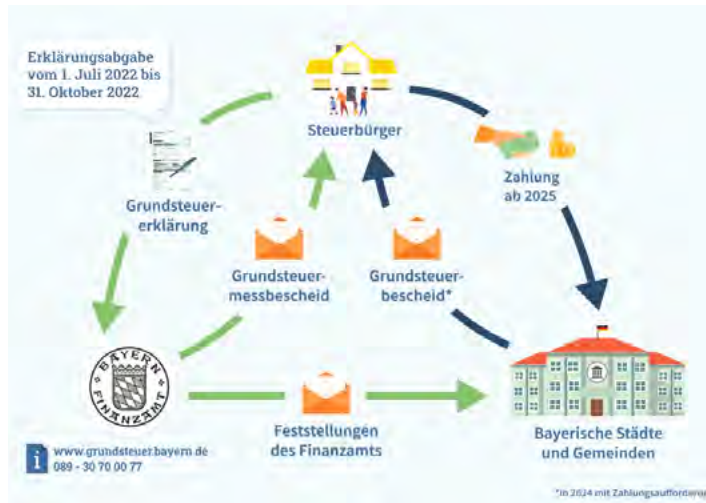 Erklärungsabgabe
vom 1. Juli 2022 bis
31. Oktober 2022
Steuerbürger
Zahlung
ab 2025
Grundsteuer-
erklärung
Grundsteuer-
messbescheid
Grundsteuer-
bescheid*
BAYERN
FINANZAMT
Feststellungen
des Finanzamts
Bayerische Städte
und Gemeinden
i
www.grundsteuer.bayern.de
089 - 30 70 00 77
*in 2024 mit Zahlungsaufforderen